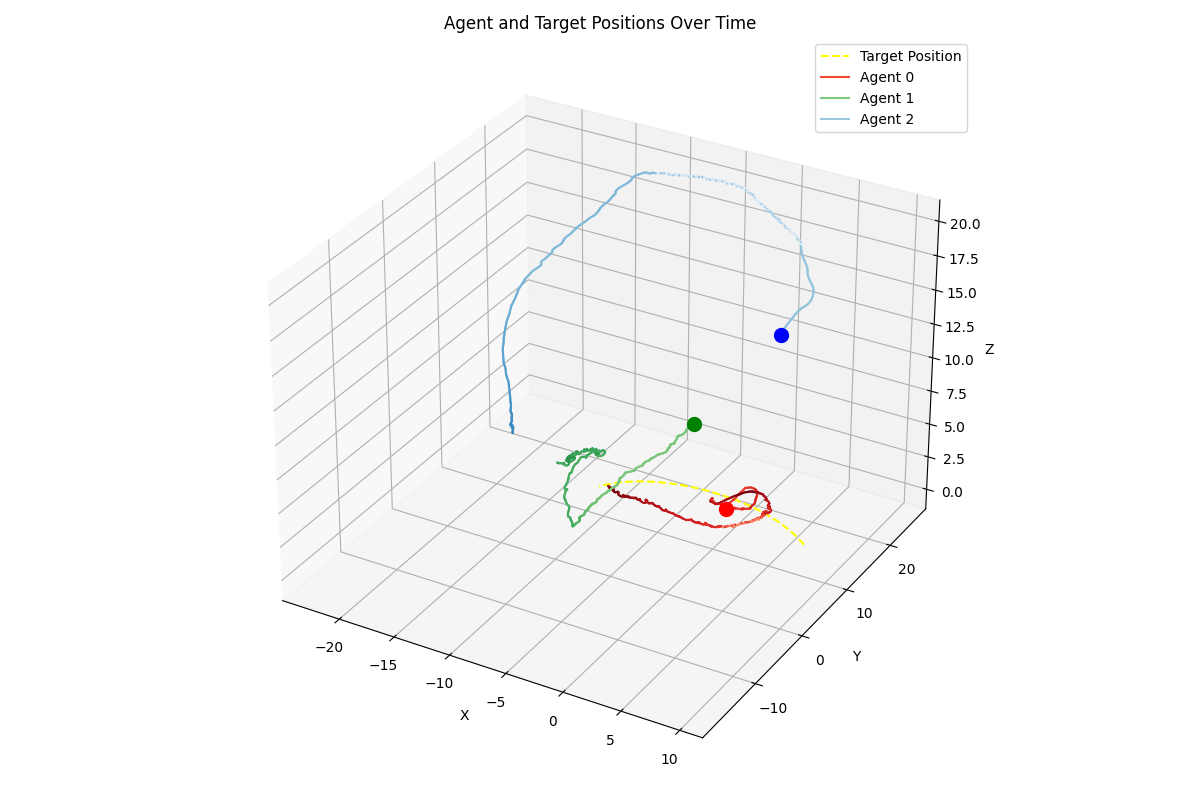 Agent and Target Positions Over Time
Target Position
Agent 0
Agent 1
Agent 2
20.0
17.5
15.0
Z
12.5
10.0
7.5
5.0
2.5
0.0
20
10
0
Y
−10
−20
−15
−10
−5
X
0
5
10